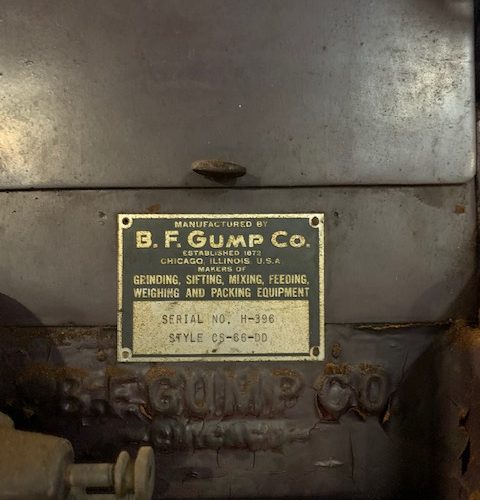 MANUFACTURED BY
B. F. GUMP CO.
ESTABLISHED 1872
CHICAGO, ILLINOIS, U.S.A.
MAKERS OF
GRINDING, SIFTING, MIXING, FEEDING,
WEIGHING AND PACKING EQUIPMENT
SERIAL NO. H-396
STYLE CS-66-DD
B.F. GUMP CO.
CHICAGO